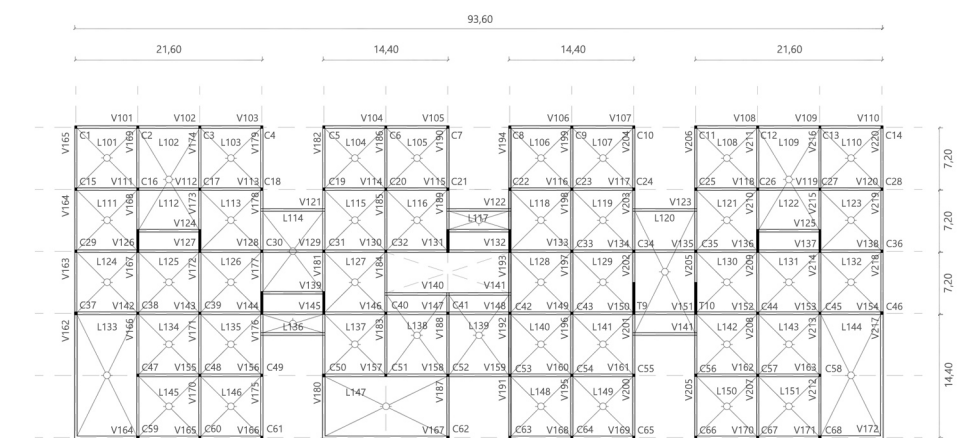 93,60
21,60 14,40 14,40 21,60
V101 V102 V103 V104 V105 V106 V107 V108 V109 V110
V165 C1 V169 C2 V174 C3 V179 C4 V182 C5 V186 C6 V190 C7 V194 C8 V199 C9 V204 C10 V206 C11 V211 C12 V216 C13 V220 C14
L101 L102 L103 L104 L105 L106 L107 L108 L109 L110
7,20
C15 V111 C16 V112 C17 V113 C18 C19 V114 C20 V115 C21 C22 V116 C23 V117 C24 C25 V118 C26 V119 C27 V120 C28
V164 V168 V173 V178 V185 V189 V198 V203 V210 V215 V219
V121 V122 V123
L111 L112 L113 L114 L115 L116 L117 L118 L119 L120 L121 L122 L123
7,20
V124 V125
C29 V126 V127 V128 C30 V129 C31 V130 C32 V131 V132 V133 C33 V134 C34 V135 C35 V136 V137 V138 C36
V163 V167 V172 V177 V181 V184 V193 V197 V202 V205 V209 V214 V218
L124 L125 L126 L127 L128 L129 L130 L131 L132
7,20
V139 V140 V141
C37 V142 C38 V143 C39 V144 V145 V146 C40 V147 C41 V148 C42 V149 C43 V150 T9 V151 T10 V152 C44 V153 C45 V154 C46
V162 V166 V171 V176 V183 V188 V192 V196 V201 V208 V213 V217
L133 L134 L135 L136 L137 L138 L139 L140 L141 V141 L142 L143 L144
C47 V155 C48 V156 C49 C50 V157 C51 V158 C52 V159 C53 V160 C54 V161 C55 C56 V162 C57 V163 C58
14,40
V170 V175 V180 V191 V195 V200 V205 V207 V212
L145 L146 L147 L148 L149 L150 L151
V164 C59 V165 C60 V166 C61 V167 C62 C63 V168 C64 V169 C65 C66 V170 C67 V171 C68 V172